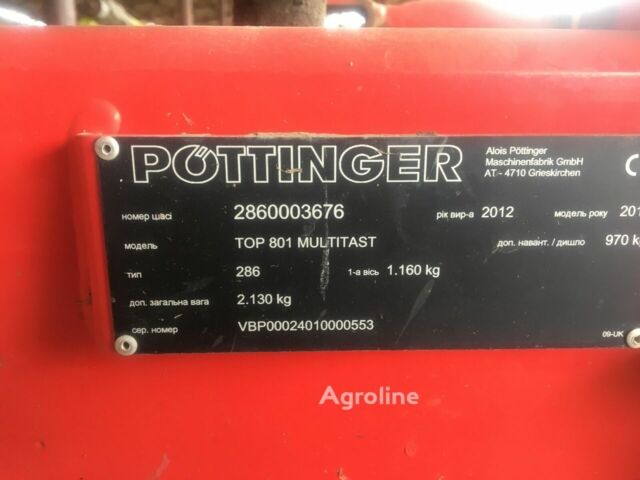 PÖTTINGER
Alois Pöttinger
Maschinenfabrik GmbH
AT - 4710 Grieskirchen
номер шасі 2860003676 рік вир-а 2012 модель року
модель TOP 801 MULTITAST доп. навант. / дишло 970
тип 286 1-а вісь 1.160 kg
доп. загальна вага 2.130 kg
сер. номер VBP00024010000553
09-UK
Agroline